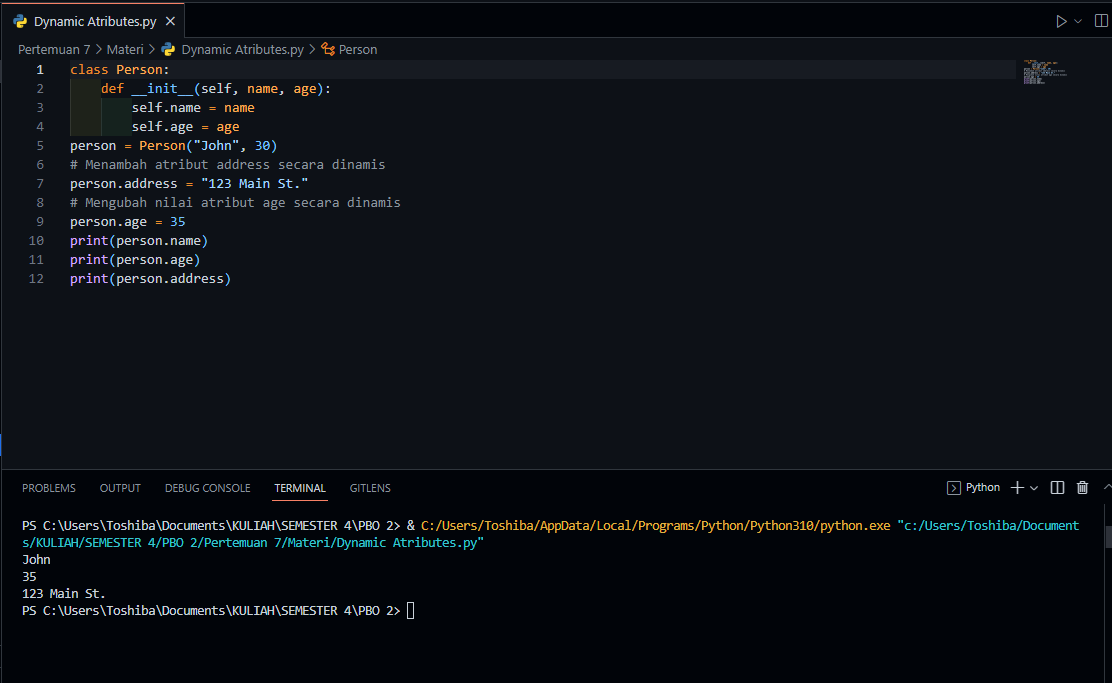 Dynamic Atributes.py
Pertemuan 7 > Materi > Dynamic Atributes.py > Person
1 class Person:
2     def __init__(self, name, age):
3         self.name = name
4         self.age = age
5 person = Person("John", 30)
6 # Menambah atribut address secara dinamis
7 person.address = "123 Main St."
8 # Mengubah nilai atribut age secara dinamis
9 person.age = 35
10 print(person.name)
11 print(person.age)
12 print(person.address)
PROBLEMS OUTPUT DEBUG CONSOLE TERMINAL GITLENS Python
PS C:\Users\Toshiba\Documents\KULIAH\SEMESTER 4\PBO 2> & C:/Users/Toshiba/AppData/Local/Programs/Python/Python310/python.exe "c:/Users/Toshiba/Document
s/KULIAH/SEMESTER 4/PBO 2/Pertemuan 7/Materi/Dynamic Atributes.py"
John
35
123 Main St.
PS C:\Users\Toshiba\Documents\KULIAH\SEMESTER 4\PBO 2>